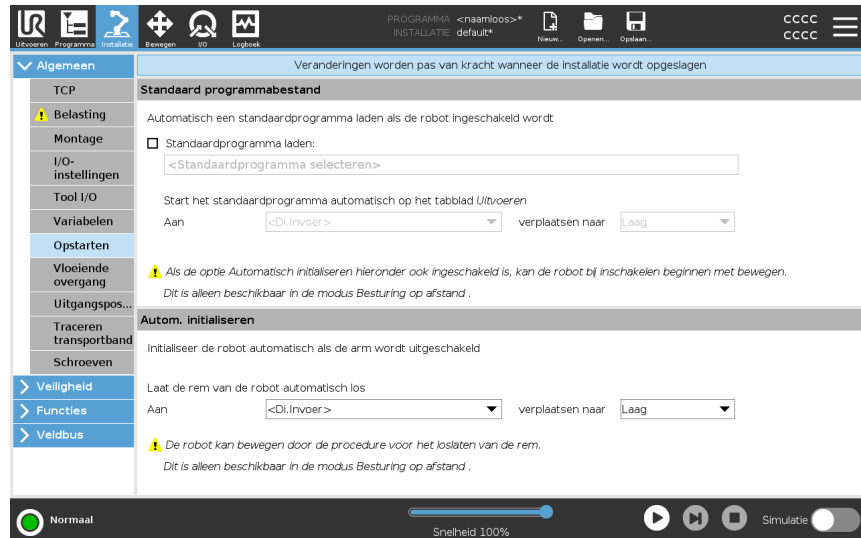 PROGRAMMA <naamloos>*
INSTALLATIE default*
CCCC
CCCC
Uitvoeren Programma Installatie Bewegen I/O Logboek
Nieuw... Openen... Opslaan...
Algemeen
TCP
Belasting
Montage
I/O-
instellingen
Tool I/O
Variabelen
Opstarten
Vloeiende
overgang
Uitgangspos...
Traceren
transportband
Schroeven
Veiligheid
Functies
Veldbus
Veranderingen worden pas van kracht wanneer de installatie wordt opgeslagen
Standaard programmabestand
Automatisch een standaardprogramma laden als de robot ingeschakeld wordt
Standaardprogramma laden:
<Standaardprogramma selecteren>
Start het standaardprogramma automatisch op het tabblad Uitvoeren
Aan <Di.Invoer> verplaatsen naar Laag
Als de optie Automatisch initialiseren hieronder ook ingeschakeld is, kan de robot bij inschakelen beginnen met bewegen.
Dit is alleen beschikbaar in de modus Besturing op afstand .
Autom. initialiseren
Initialiseer de robot automatisch als de arm wordt uitgeschakeld
Laat de rem van de robot automatisch los
Aan <Di.Invoer> verplaatsen naar Laag
De robot kan bewegen door de procedure voor het loslaten van de rem.
Dit is alleen beschikbaar in de modus Besturing op afstand .
Normaal
Snelheid 100%
Simulatie